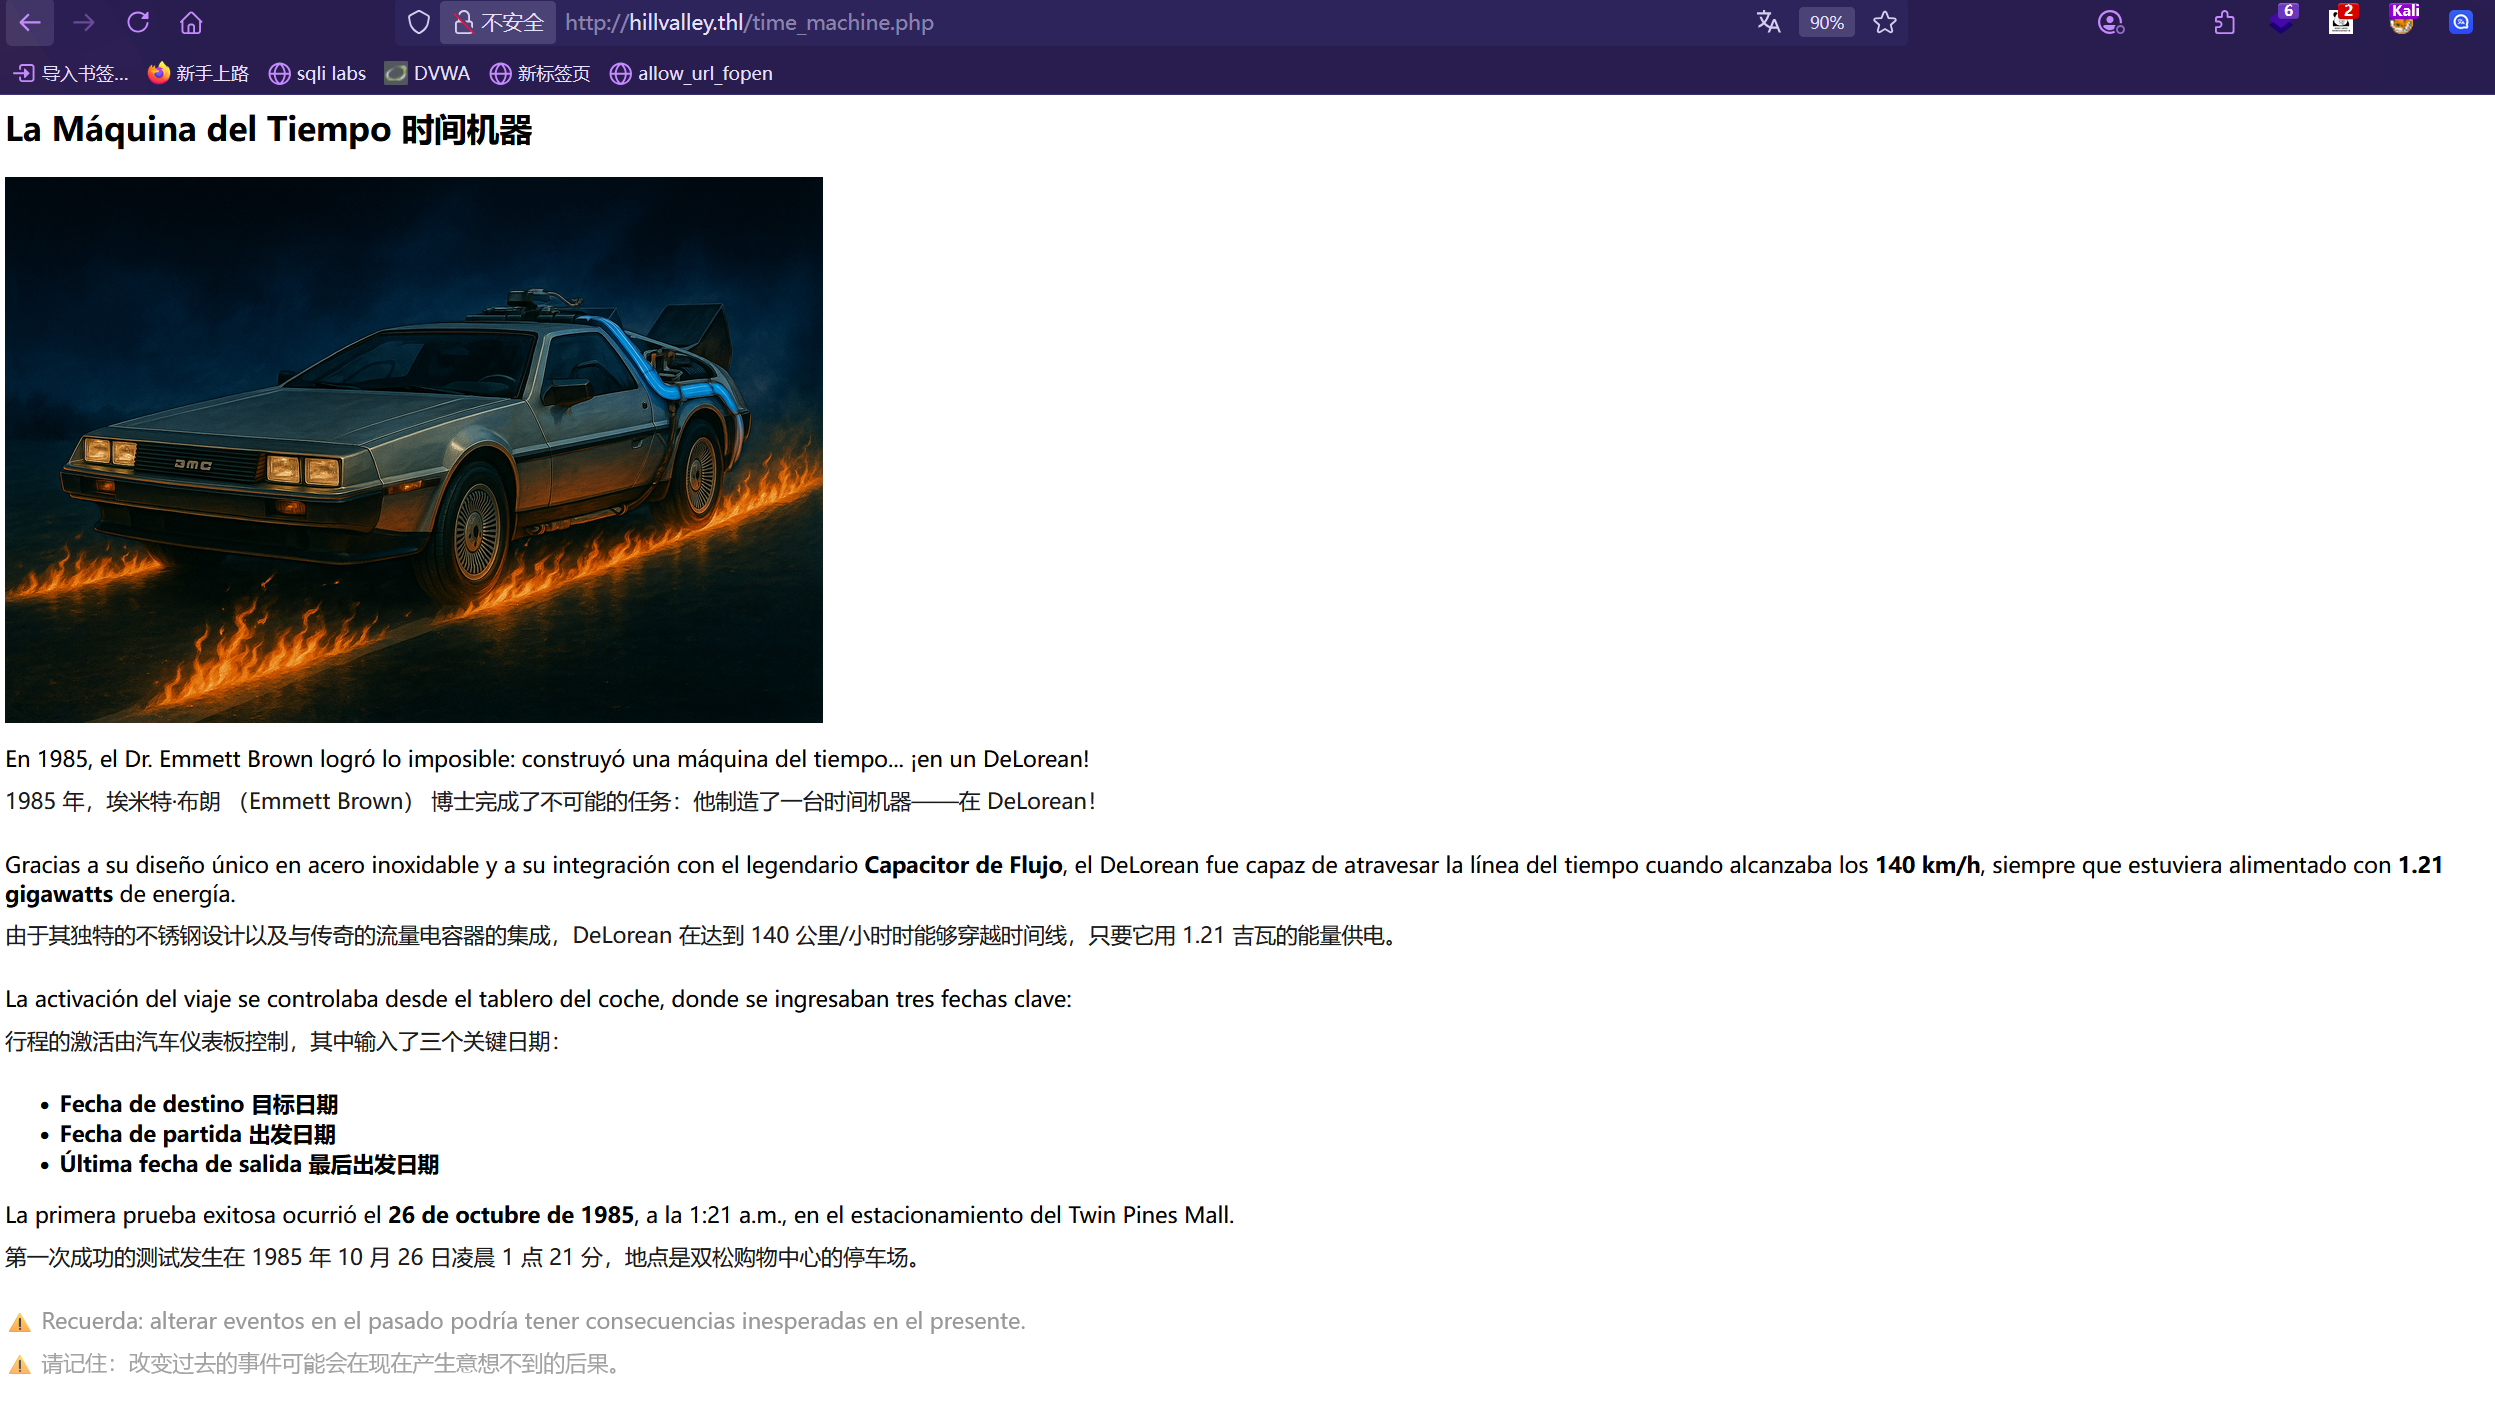 不安全
http://hillvalley.thl/time_machine.php
90%
6
2
Kali
导入书签...
新手上路
sqli labs
DVWA
新标签页
allow_url_fopen
La Máquina del Tiempo 时间机器
DMC
En 1985, el Dr. Emmett Brown logró lo imposible: construyó una máquina del tiempo... ¡en un DeLorean!
1985 年，埃米特·布朗 （Emmett Brown） 博士完成了不可能的任务：他制造了一台时间机器——在 DeLorean！
Gracias a su diseño único en acero inoxidable y a su integración con el legendario Capacitor de Flujo, el DeLorean fue capaz de atravesar la línea del tiempo cuando alcanzaba los 140 km/h, siempre que estuviera alimentado con 1.21
gigawatts de energía.
由于其独特的不锈钢设计以及与传奇的流量电容器的集成，DeLorean 在达到 140 公里/小时时能够穿越时间线，只要它用 1.21 吉瓦的能量供电。
La activación del viaje se controlaba desde el tablero del coche, donde se ingresaban tres fechas clave:
行程的激活由汽车仪表板控制，其中输入了三个关键日期：
• Fecha de destino 目标日期
• Fecha de partida 出发日期
• Última fecha de salida 最后出发日期
La primera prueba exitosa ocurrió el 26 de octubre de 1985, a la 1:21 a.m., en el estacionamiento del Twin Pines Mall.
第一次成功的测试发生在 1985 年 10 月 26 日凌晨 1 点 21 分，地点是双松购物中心的停车场。
⚠️ Recuerda: alterar eventos en el pasado podría tener consecuencias inesperadas en el presente.
⚠️ 请记住：改变过去的事件可能会在现在产生意想不到的后果。